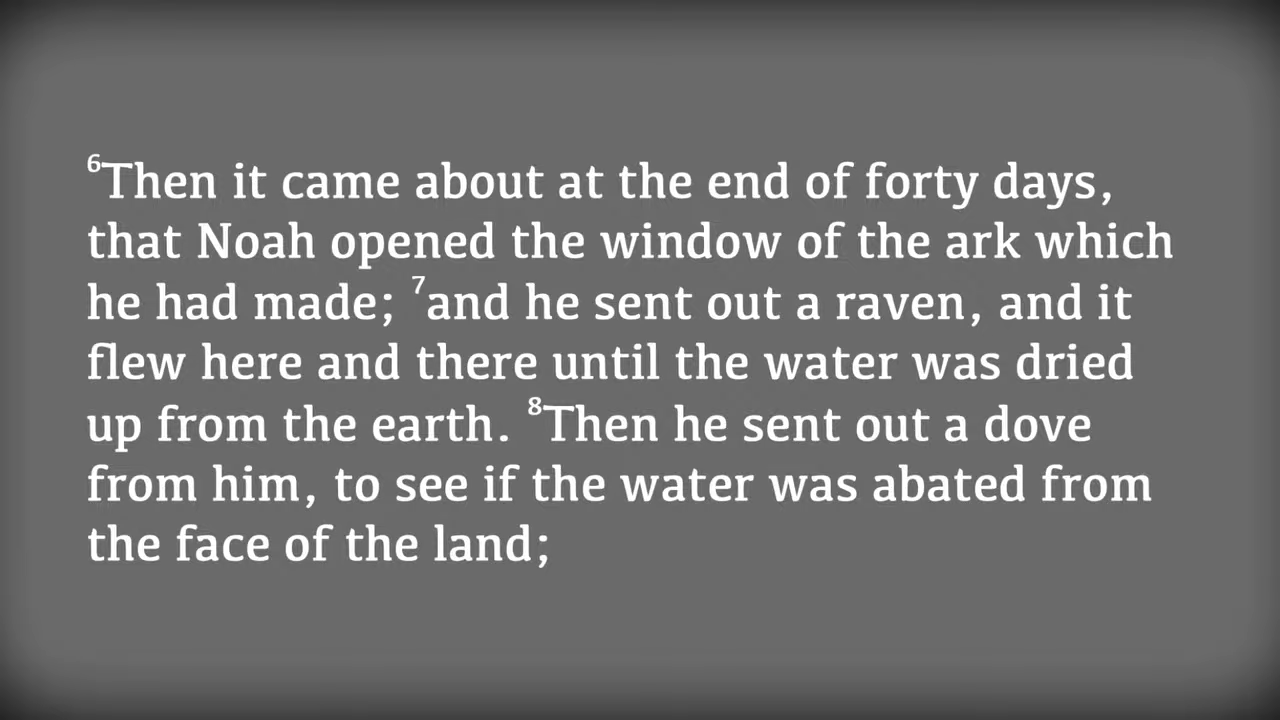 ⁶Then it came about at the end of forty days,
that Noah opened the window of the ark which
he had made; ⁷and he sent out a raven, and it
flew here and there until the water was dried
up from the earth. ⁸Then he sent out a dove
from him, to see if the water was abated from
the face of the land;